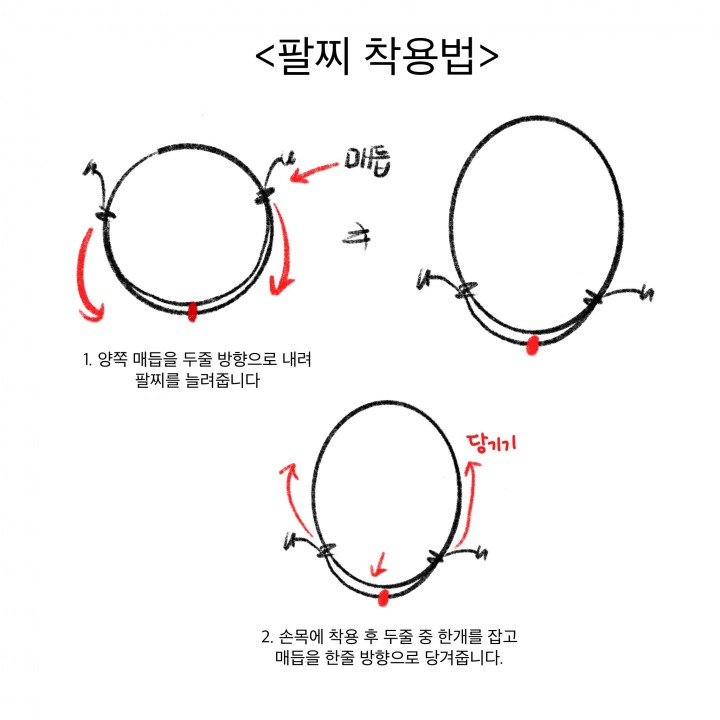 <팔찌 착용법>
매듭
1. 양쪽 매듭을 두줄 방향으로 내려
팔찌를 늘려줍니다
당기기
2. 손목에 착용 후 두줄 중 한개를 잡고
매듭을 한줄 방향으로 당겨줍니다.